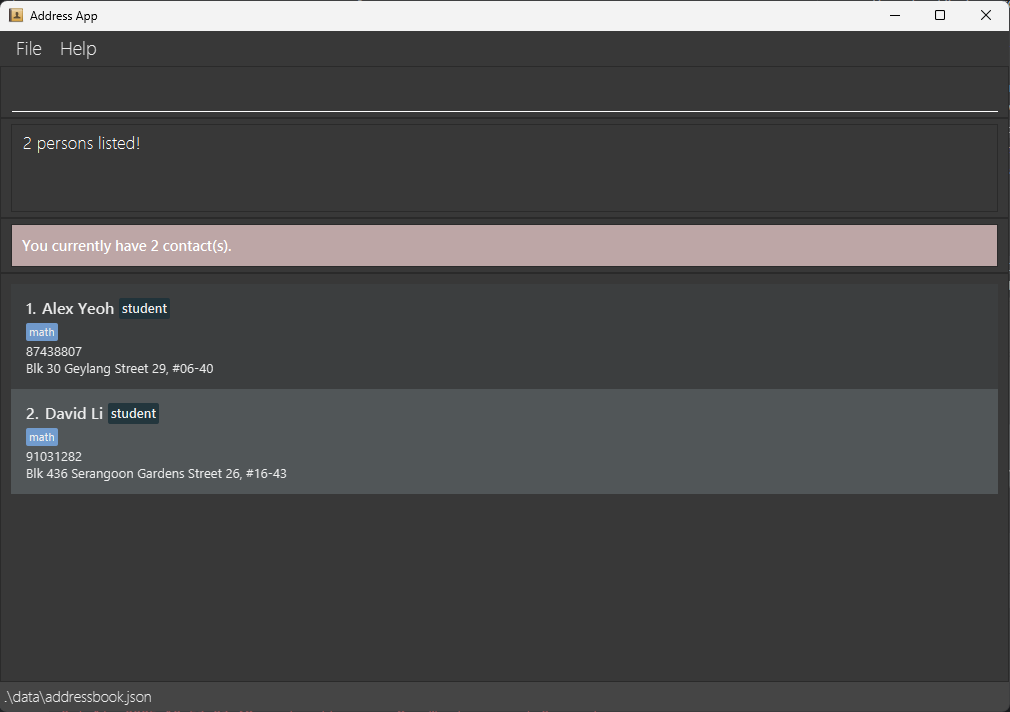 Address App
File Help
2 persons listed!
You currently have 2 contact(s).
1. Alex Yeoh student
math
87438807
Blk 30 Geylang Street 29, #06-40
2. David Li student
math
91031282
Blk 436 Serangoon Gardens Street 26, #16-43
.\data\addressbook.json